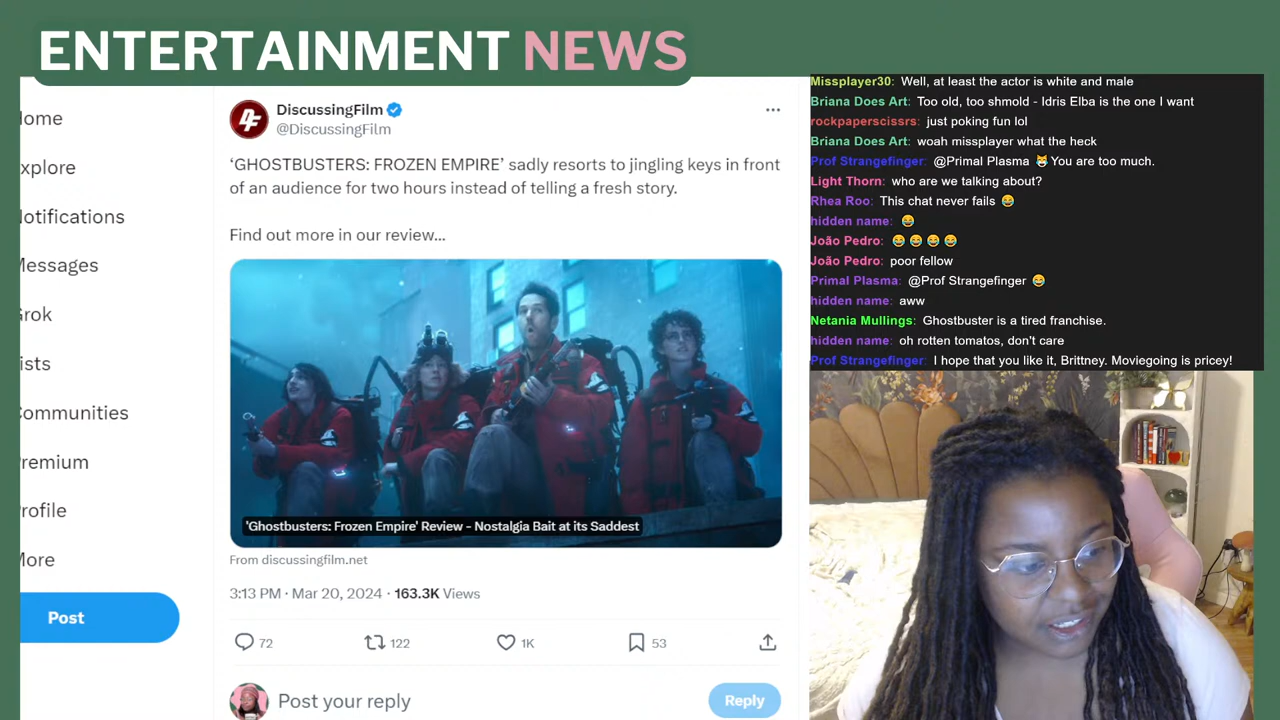 ENTERTAINMENT NEWS
ome
xplore
otifications
Messages
rok
ists
ommunities
remium
rofile
ore
Post
DF
DiscussingFilm
@DiscussingFilm
‘GHOSTBUSTERS: FROZEN EMPIRE’ sadly resorts to jingling keys in front
of an audience for two hours instead of telling a fresh story.
Find out more in our review...
'Ghostbusters: Frozen Empire' Review - Nostalgia Bait at its Saddest
From discussingfilm.net
3:13 PM · Mar 20, 2024 · 163.3K Views
72 122 1K 53
Post your reply
Reply
Missplayer30: Well, at least the actor is white and male
Briana Does Art: Too old, too shmold - Idris Elba is the one I want
rockpaperscissrs: just poking fun lol
Briana Does Art: woah missplayer what the heck
Prof Strangefinger: @Primal Plasma 😹 You are too much.
Light Thorn: who are we talking about?
Rhea Roo: This chat never fails 😂
hidden name: 😂
João Pedro: 😂 😂 😂 😂
João Pedro: poor fellow
Primal Plasma: @Prof Strangefinger 😂
hidden name: aww
Netania Mullings: Ghostbuster is a tired franchise.
hidden name: oh rotten tomatos, don't care
Prof Strangefinger: I hope that you like it, Brittney. Moviegoing is pricey!